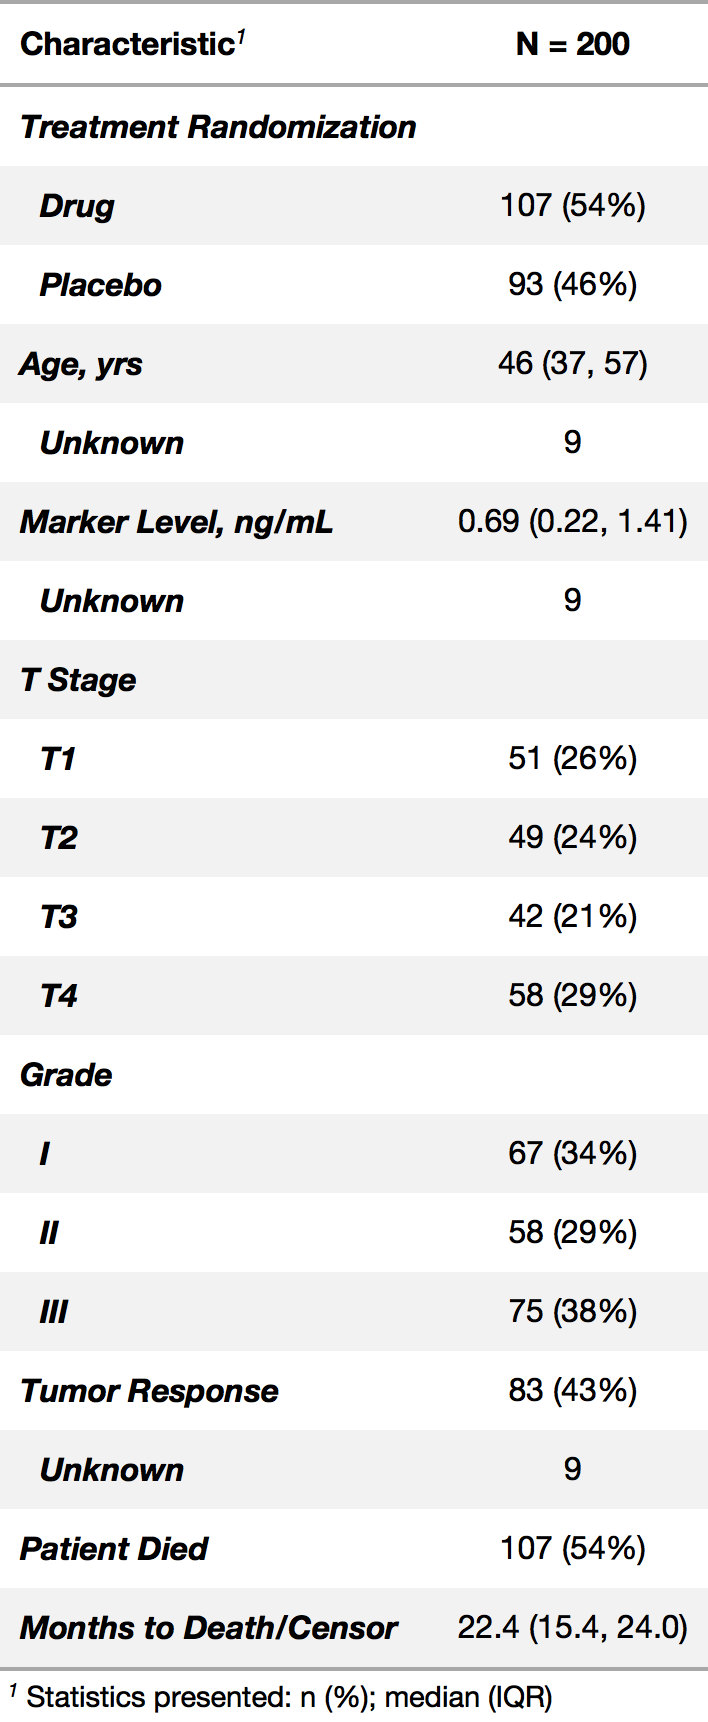 Characteristic1 N = 200
Treatment Randomization
Drug 107 (54%)
Placebo 93 (46%)
Age, yrs 46 (37, 57)
Unknown 9
Marker Level, ng/mL 0.69 (0.22, 1.41)
Unknown 9
T Stage
T1 51 (26%)
T2 49 (24%)
T3 42 (21%)
T4 58 (29%)
Grade
I 67 (34%)
II 58 (29%)
III 75 (38%)
Tumor Response 83 (43%)
Unknown 9
Patient Died 107 (54%)
Months to Death/Censor 22.4 (15.4, 24.0)
1 Statistics presented: n (%); median (IQR)